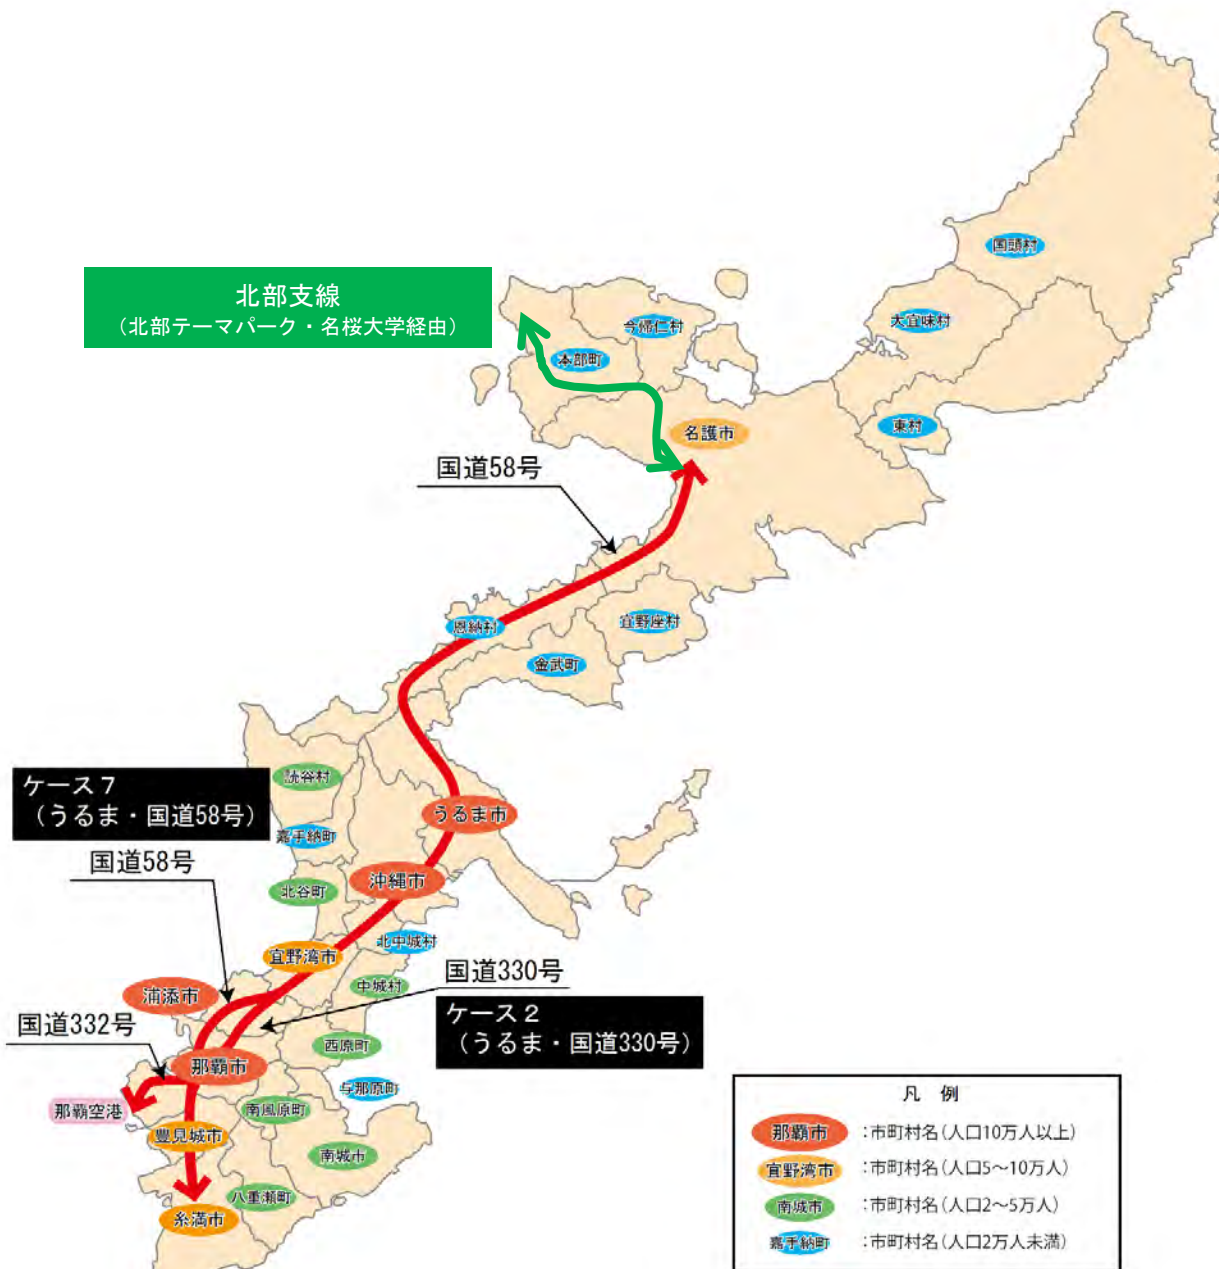 国頭村
北部支線
（北部テーマパーク・名桜大学経由）
今帰仁村
大宜味村
本部町
東村
名護市
国道58号
恩納村
宜野座村
金武町
読谷村
ケース７
（うるま・国道58号）
うるま市
嘉手納町
国道58号
沖縄市
北谷町
北中城村
宜野湾市
国道330号
中城村
浦添市
ケース２
（うるま・国道330号）
国道332号
西原町
那覇市
与那原町
那覇空港
南風原町
豊見城市
南城市
八重瀬町
糸満市
凡 例
那覇市 ：市町村名（人口10万人以上）
宜野湾市 ：市町村名（人口5～10万人）
南城市 ：市町村名（人口2～5万人）
嘉手納町 ：市町村名（人口2万人未満）